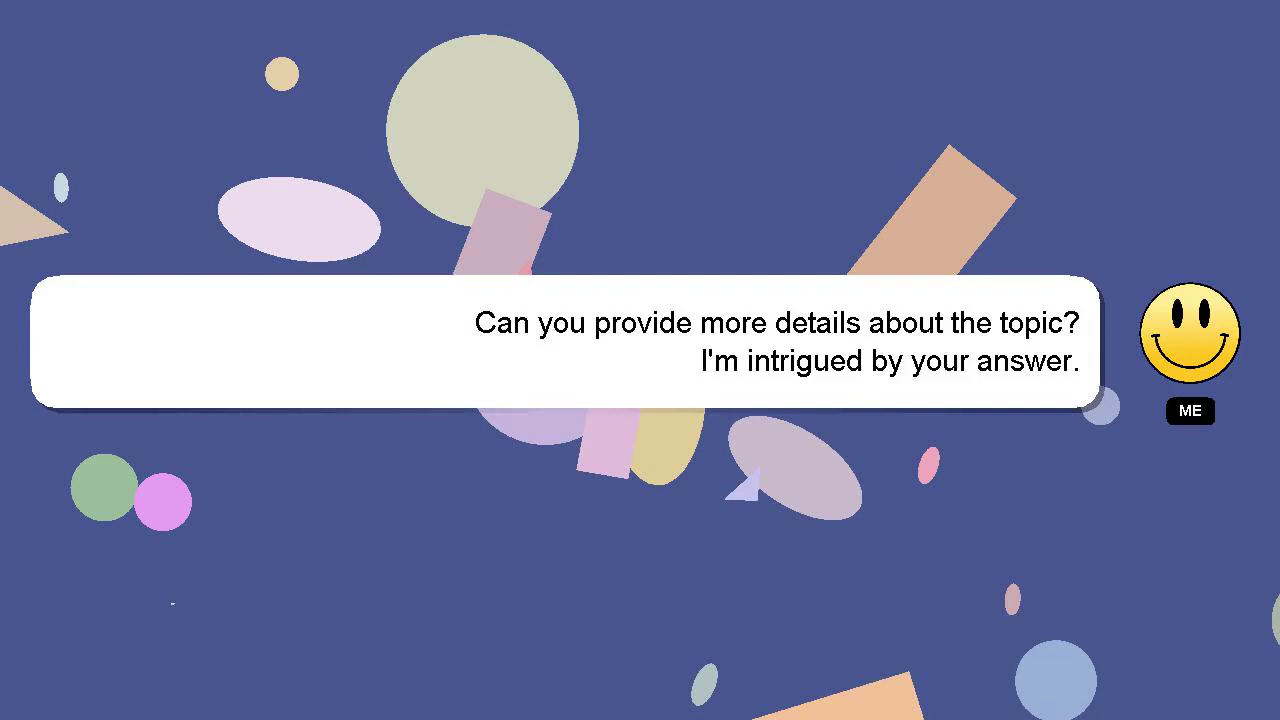 Can you provide more details about the topic?
I'm intrigued by your answer.
ME